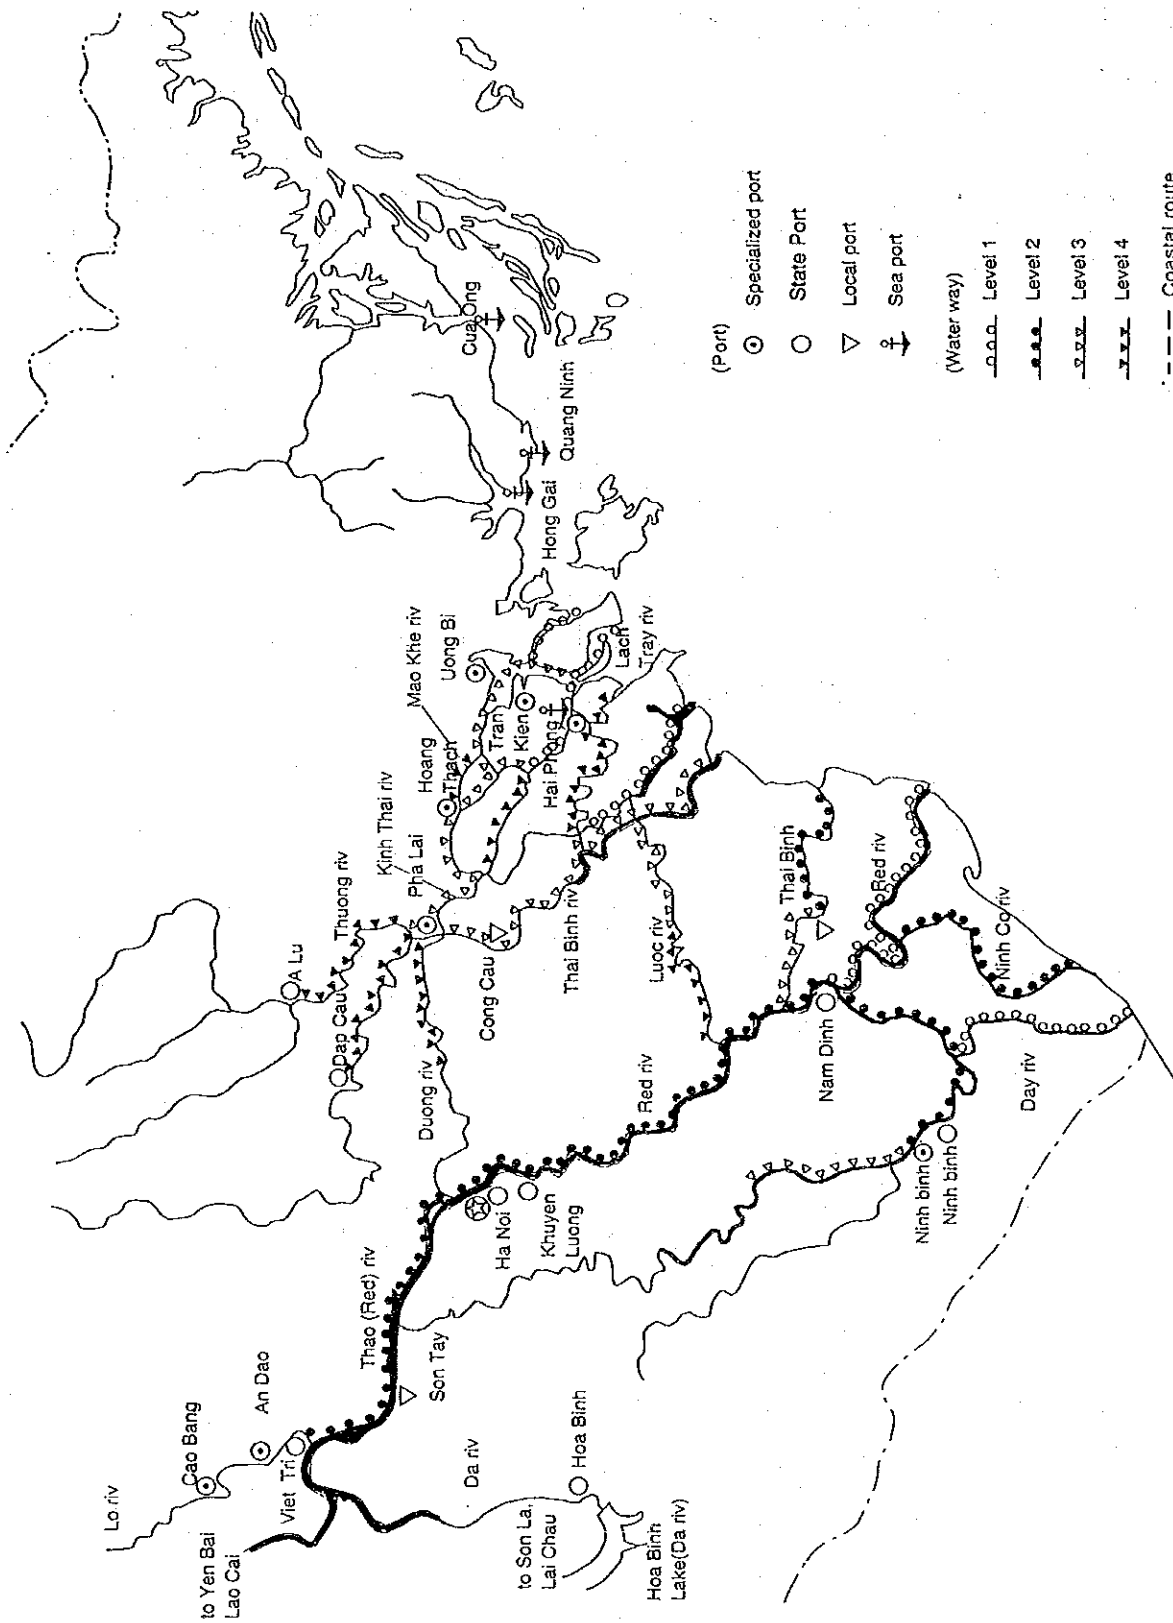 Lo riv
to Yen Bai
Lao Cai
Cao Bang
An Dao
Viet Tri
Thao (Red) riv
Son Tay
Da riv
to Son La,
Lai Chau
Hoa Binh
Hoa Binh
Lake(Da riv)
Ha Noi
Khuyen
Luong
Duong riv
Dap Cau
A Lu
Thuong riv
Pha Lai
Kinh Thai riv
Cong Cau
Thai Binh riv
Luoc riv
Red riv
Hoang
Thach
Mao Khe riv
Uong Bi
Tran
Kien
Hai Phong
Lach
Tray riv
Hong Gai
Quang Ninh
Cua Ong
Thai Binh
Red riv
Nam Dinh
Ninh Co riv
Day riv
Ninh binh
Ninh binh
(Port)
Specialized port
State Port
Local port
Sea port
(Water way)
Level 1
Level 2
Level 3
Level 4
Coastal route